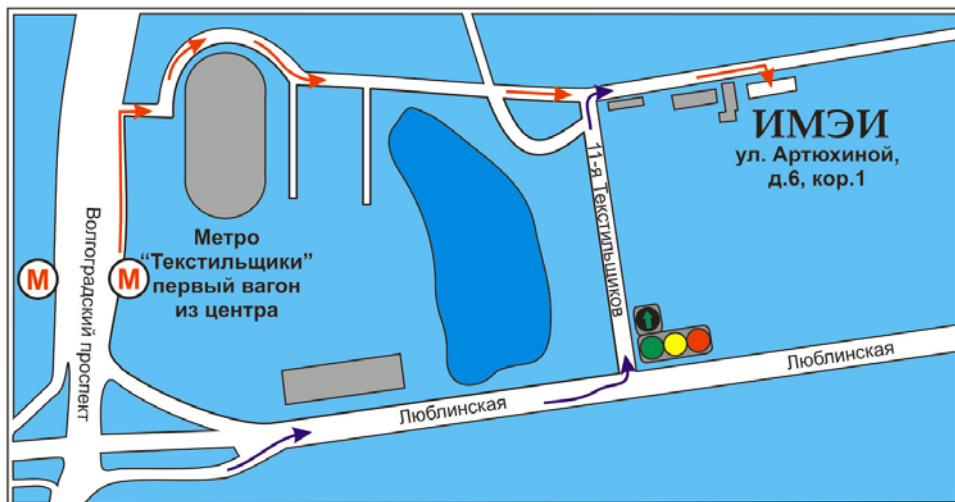 ИМЭИ
ул. Артюхиной,
д.6, кор.1
11-я Текстильщиков
Волгоградский проспект
М
М
Метро
“Текстильщики”
первый вагон
из центра
Люблинская
Люблинская